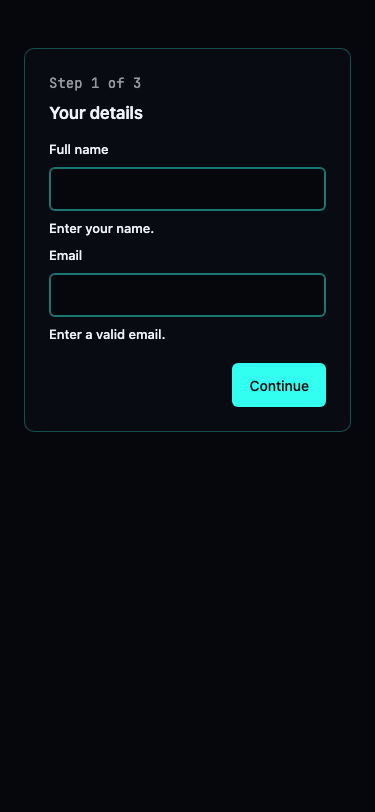 Step 1 of 3
Your details
Full name
Enter your name.
Email
Enter a valid email.
Continue